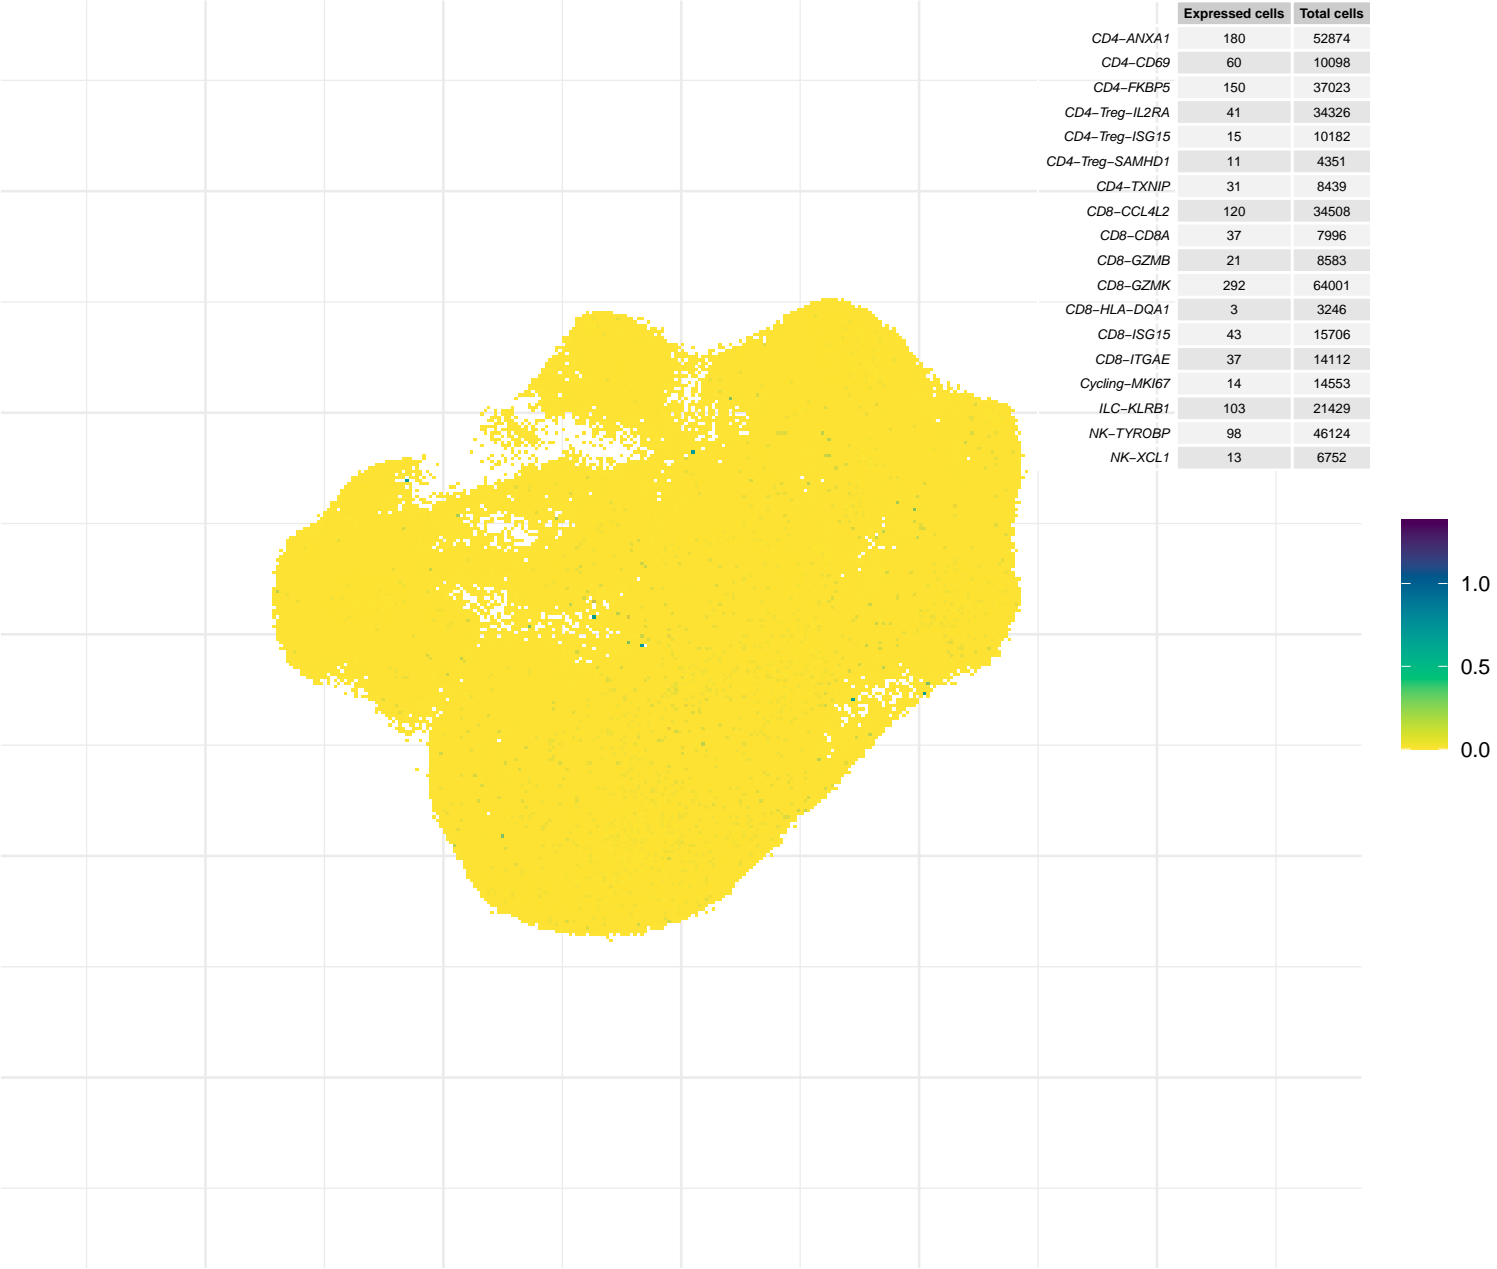 Expressed cells Total cells
CD4−ANXA1 180 52874
CD4−CD69 60 10098
CD4−FKBP5 150 37023
CD4−Treg−IL2RA 41 34326
CD4−Treg−ISG15 15 10182
CD4−Treg−SAMHD1 11 4351
CD4−TXNIP 31 8439
CD8−CCL4L2 120 34508
CD8−CD8A 37 7996
CD8−GZMB 21 8583
CD8−GZMK 292 64001
CD8−HLA−DQA1 3 3246
CD8−ISG15 43 15706
CD8−ITGAE 37 14112
Cycling−MKI67 14 14553
ILC−KLRB1 103 21429
NK−TYROBP 98 46124
NK−XCL1 13 6752
1.0
0.5
0.0